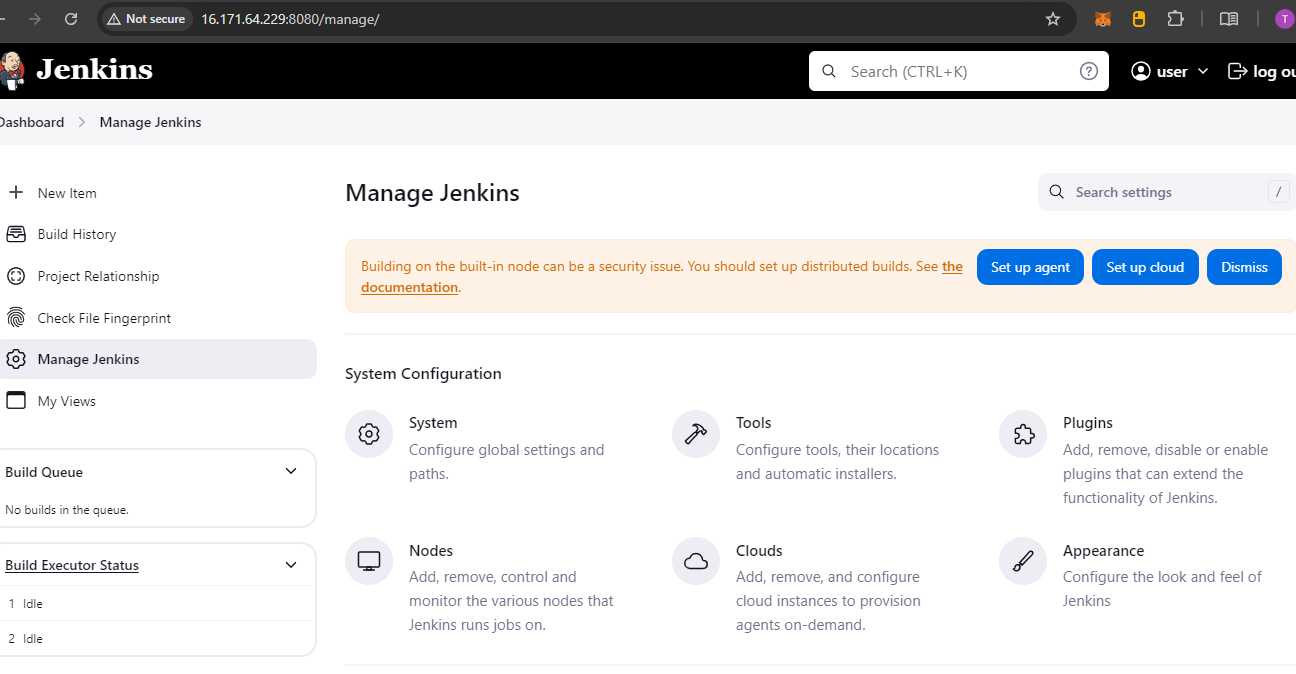 Not secure 16.171.64.229:8080/manage/
T
Jenkins
Search (CTRL+K)
?
user
log ou
Dashboard > Manage Jenkins
New Item
Build History
Project Relationship
Check File Fingerprint
Manage Jenkins
My Views
Build Queue
No builds in the queue.
Build Executor Status
1 Idle
2 Idle
Manage Jenkins
Search settings /
Building on the built-in node can be a security issue. You should set up distributed builds. See the
documentation.
Set up agent
Set up cloud
Dismiss
System Configuration
System
Configure global settings and
paths.
Tools
Configure tools, their locations
and automatic installers.
Plugins
Add, remove, disable or enable
plugins that can extend the
functionality of Jenkins.
Nodes
Add, remove, control and
monitor the various nodes that
Jenkins runs jobs on.
Clouds
Add, remove, and configure
cloud instances to provision
agents on-demand.
Appearance
Configure the look and feel of
Jenkins